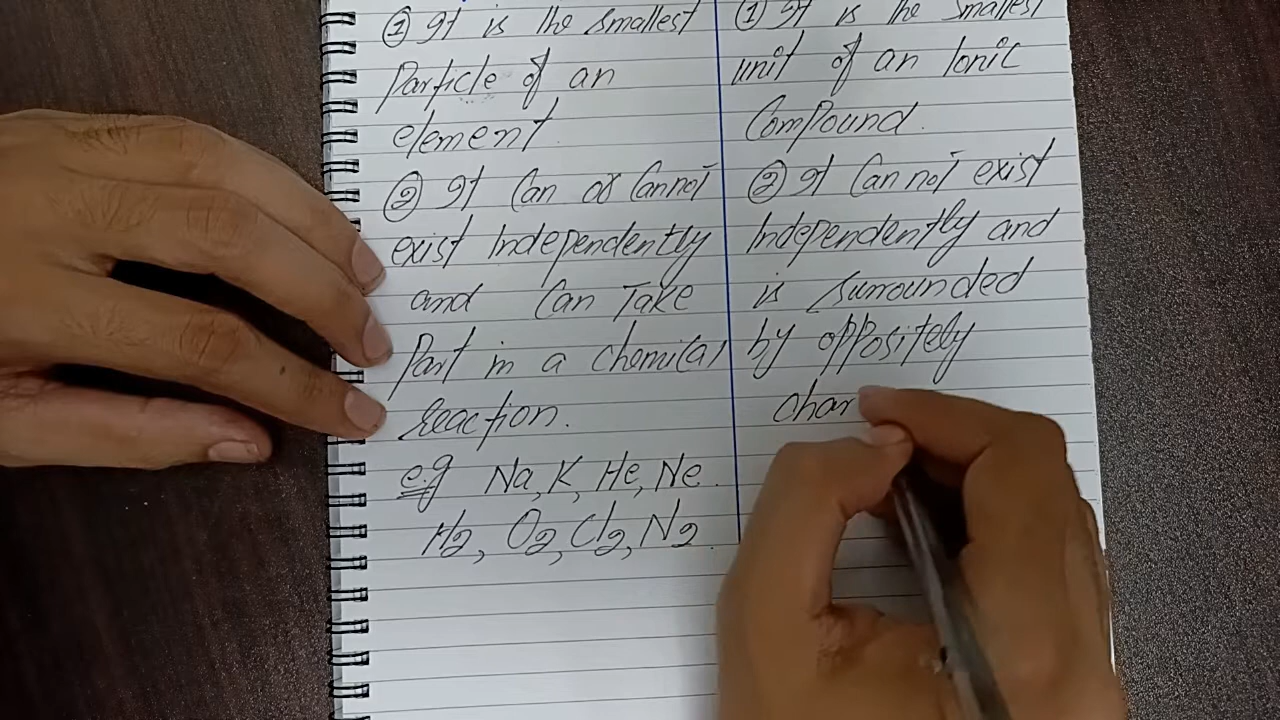 ① It is the smallest
Particle of an
element
② It Can or Cannot
exist Independently
and Can Take
Part in a chemical
reaction.
e.g Na, K, He, Ne.
H2, O2, Cl2, N2.
① It is the smallest
unit of an Ionic
Compound.
② It Can not exist
Independently and
is Surrounded
by oppositely
char